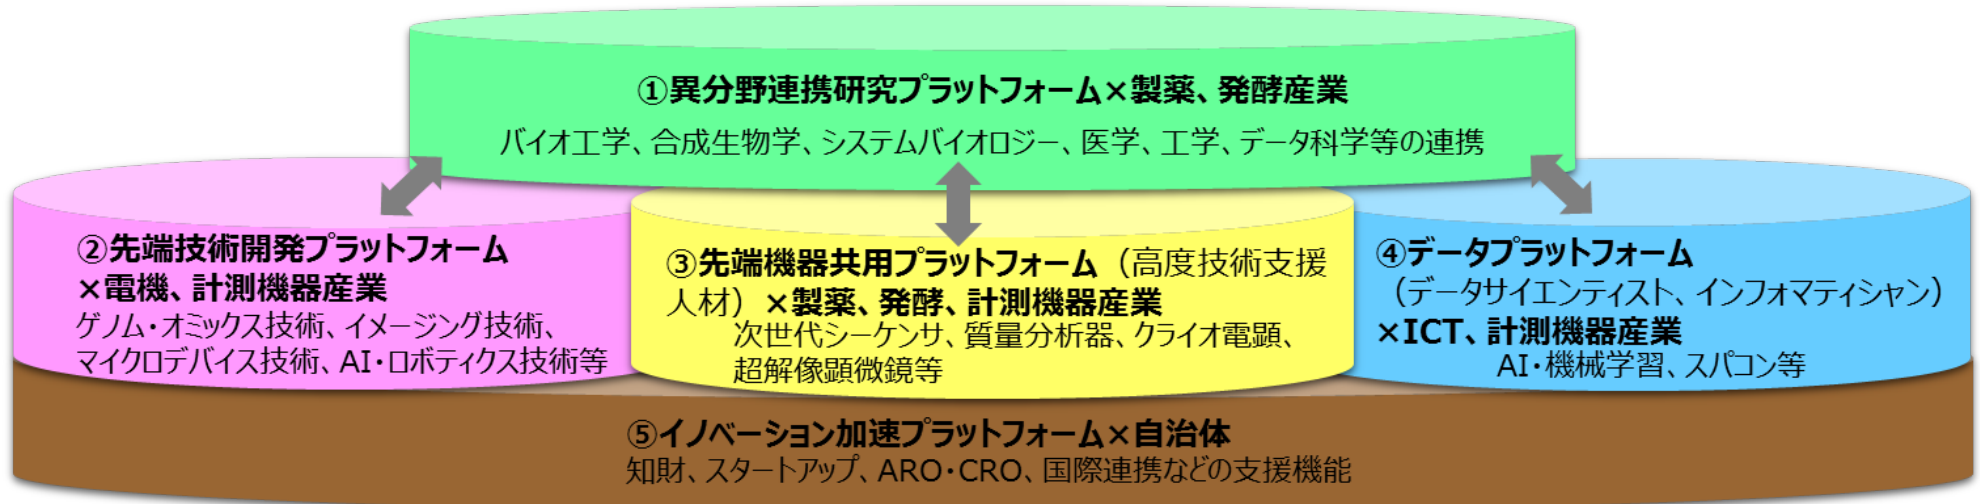 ①異分野連携研究プラットフォーム×製薬、発酵産業
バイオ工学、合成生物学、システムバイオロジー、医学、工学、データ科学等の連携
②先端技術開発プラットフォーム
×電機、計測機器産業
ゲノム・オミックス技術、イメージング技術、
マイクロデバイス技術、AI・ロボティクス技術等
③先端機器共用プラットフォーム（高度技術支援
人材）×製薬、発酵、計測機器産業
次世代シーケンサ、質量分析器、クライオ電顕、
超解像顕微鏡等
④データプラットフォーム
（データサイエンティスト、インフォマティシャン）
×ICT、計測機器産業
AI・機械学習、スパコン等
⑤イノベーション加速プラットフォーム×自治体
知財、スタートアップ、ARO・CRO、国際連携などの支援機能